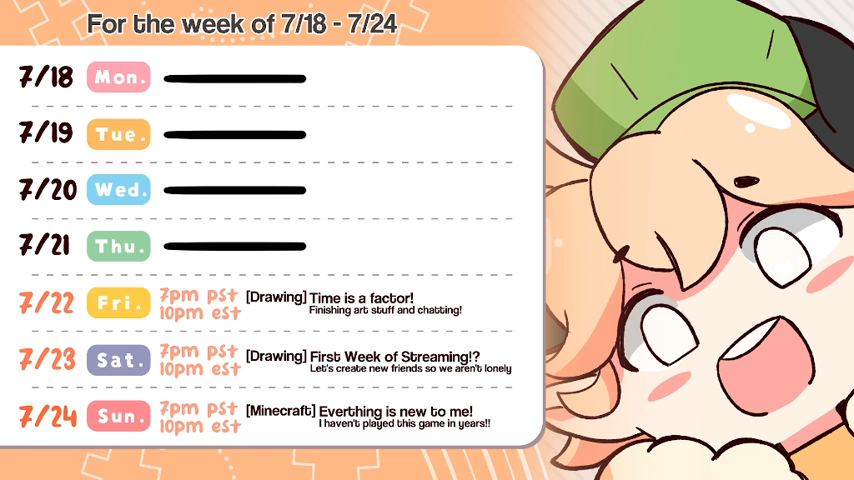 For the week of 7/18 - 7/24
7/18 Mon.
7/19 Tue.
7/20 Wed.
7/21 Thu.
7/22 Fri. 7pm pst [Drawing] Time is a factor!
10pm est Finishing art stuff and chatting!
7/23 Sat. 7pm pst [Drawing] First Week of Streaming!?
10pm est Let's create new friends so we aren't lonely
7/24 Sun. 7pm pst [Minecraft] Everthing is new to me!
10pm est I haven't played this game in years!!